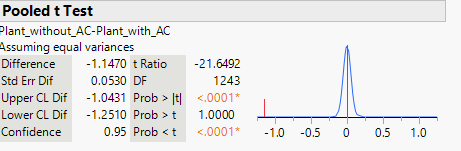 Pooled t Test
Plant_without_AC-Plant_with_AC
Assuming equal variances
Difference -1.1470 t Ratio -21.6492
Std Err Dif 0.0530 DF 1243
Upper CL Dif -1.0431 Prob > |t| <.0001*
Lower CL Dif -1.2510 Prob > t 1.0000
Confidence 0.95 Prob < t <.0001*
-1.0 -0.5 0 0.5 1.0